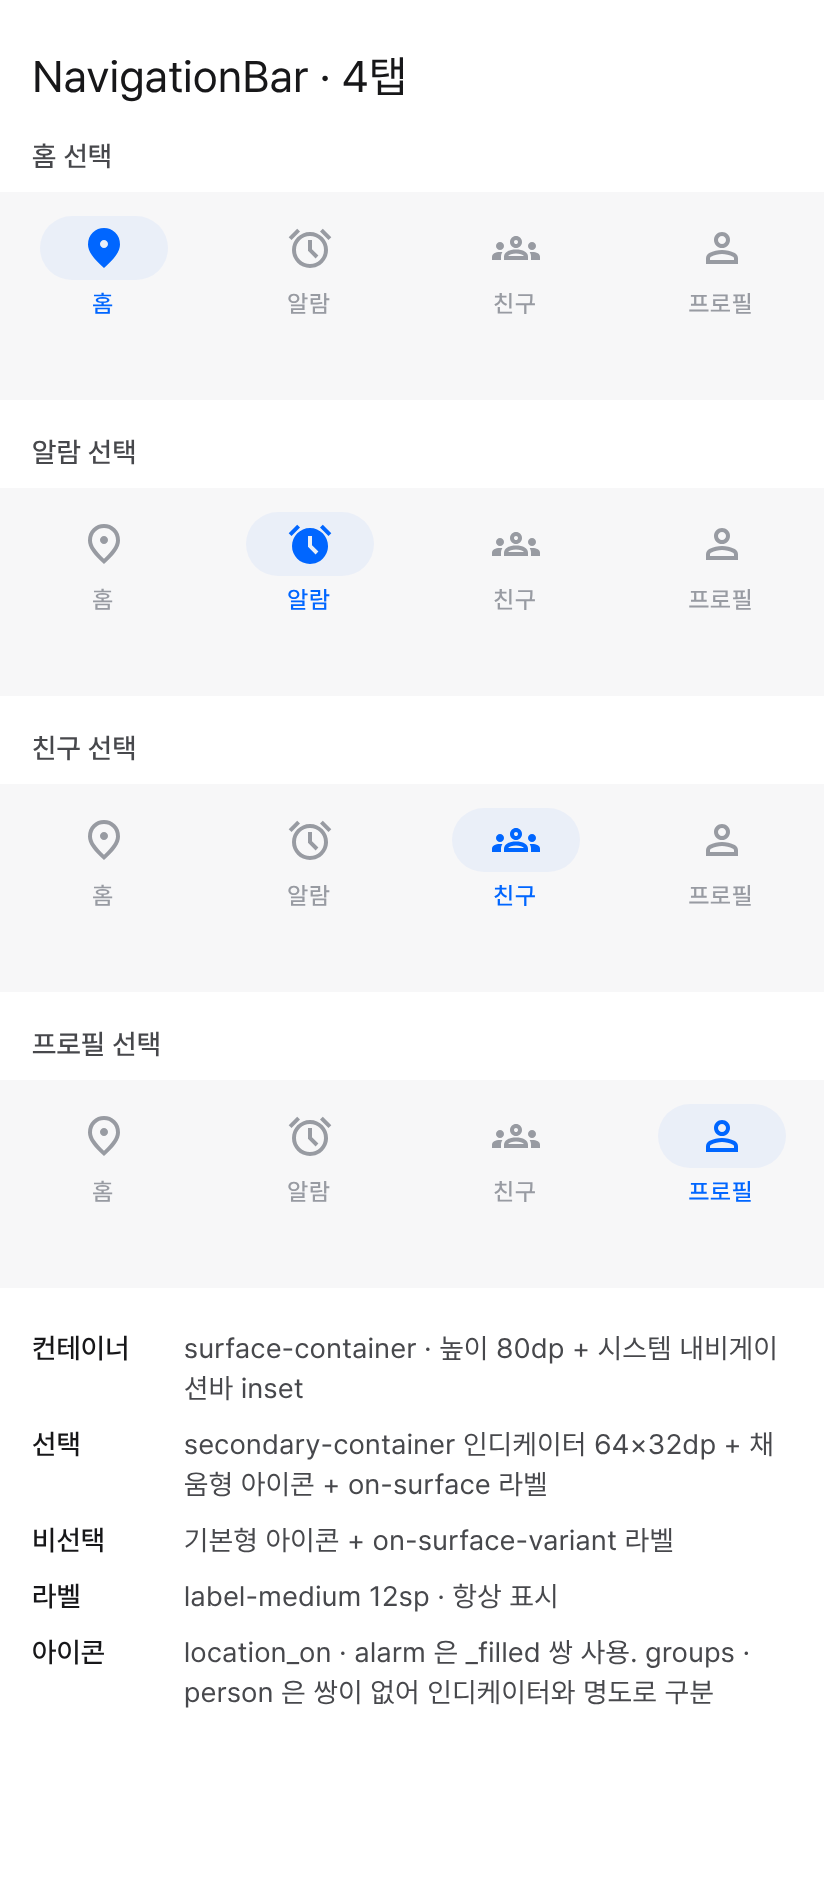 NavigationBar · 4탭
홈 선택
홈 알람 친구 프로필
알람 선택
홈 알람 친구 프로필
친구 선택
홈 알람 친구 프로필
프로필 선택
홈 알람 친구 프로필
컨테이너 surface-container · 높이 80dp + 시스템 내비게이
션바 inset
선택 secondary-container 인디케이터 64×32dp + 채
움형 아이콘 + on-surface 라벨
비선택 기본형 아이콘 + on-surface-variant 라벨
라벨 label-medium 12sp · 항상 표시
아이콘 location_on · alarm 은 _filled 쌍 사용. groups ·
person 은 쌍이 없어 인디케이터와 명도로 구분